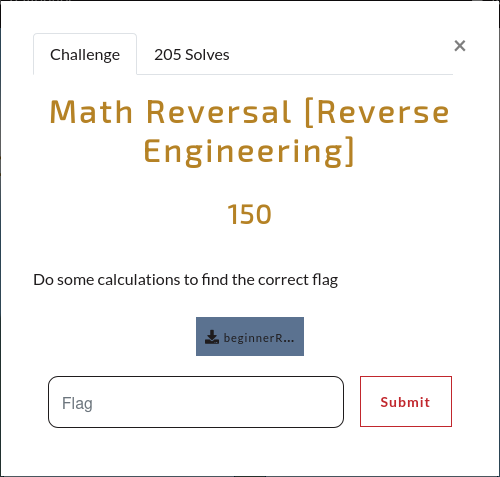 Challenge
205 Solves
×
Math Reversal [Reverse
Engineering]
150
Do some calculations to find the correct flag
beginnerR...
Flag
Submit